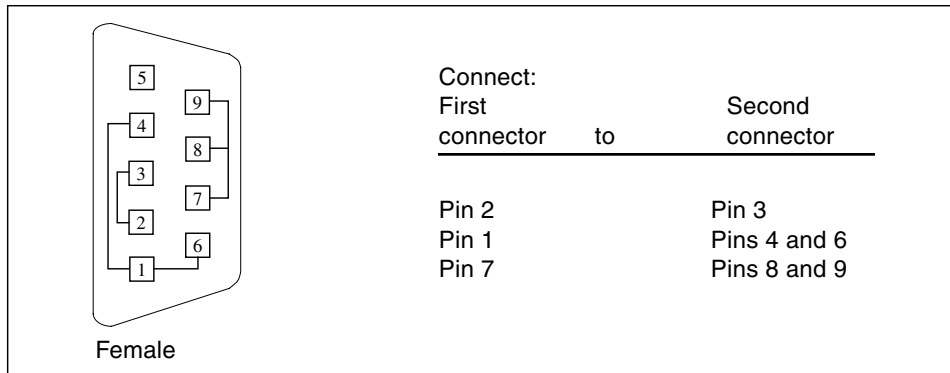 5
9
4
8
3
7
2
6
1
Female
Connect:
First Second
connector to connector
Pin 2 Pin 3
Pin 1 Pins 4 and 6
Pin 7 Pins 8 and 9